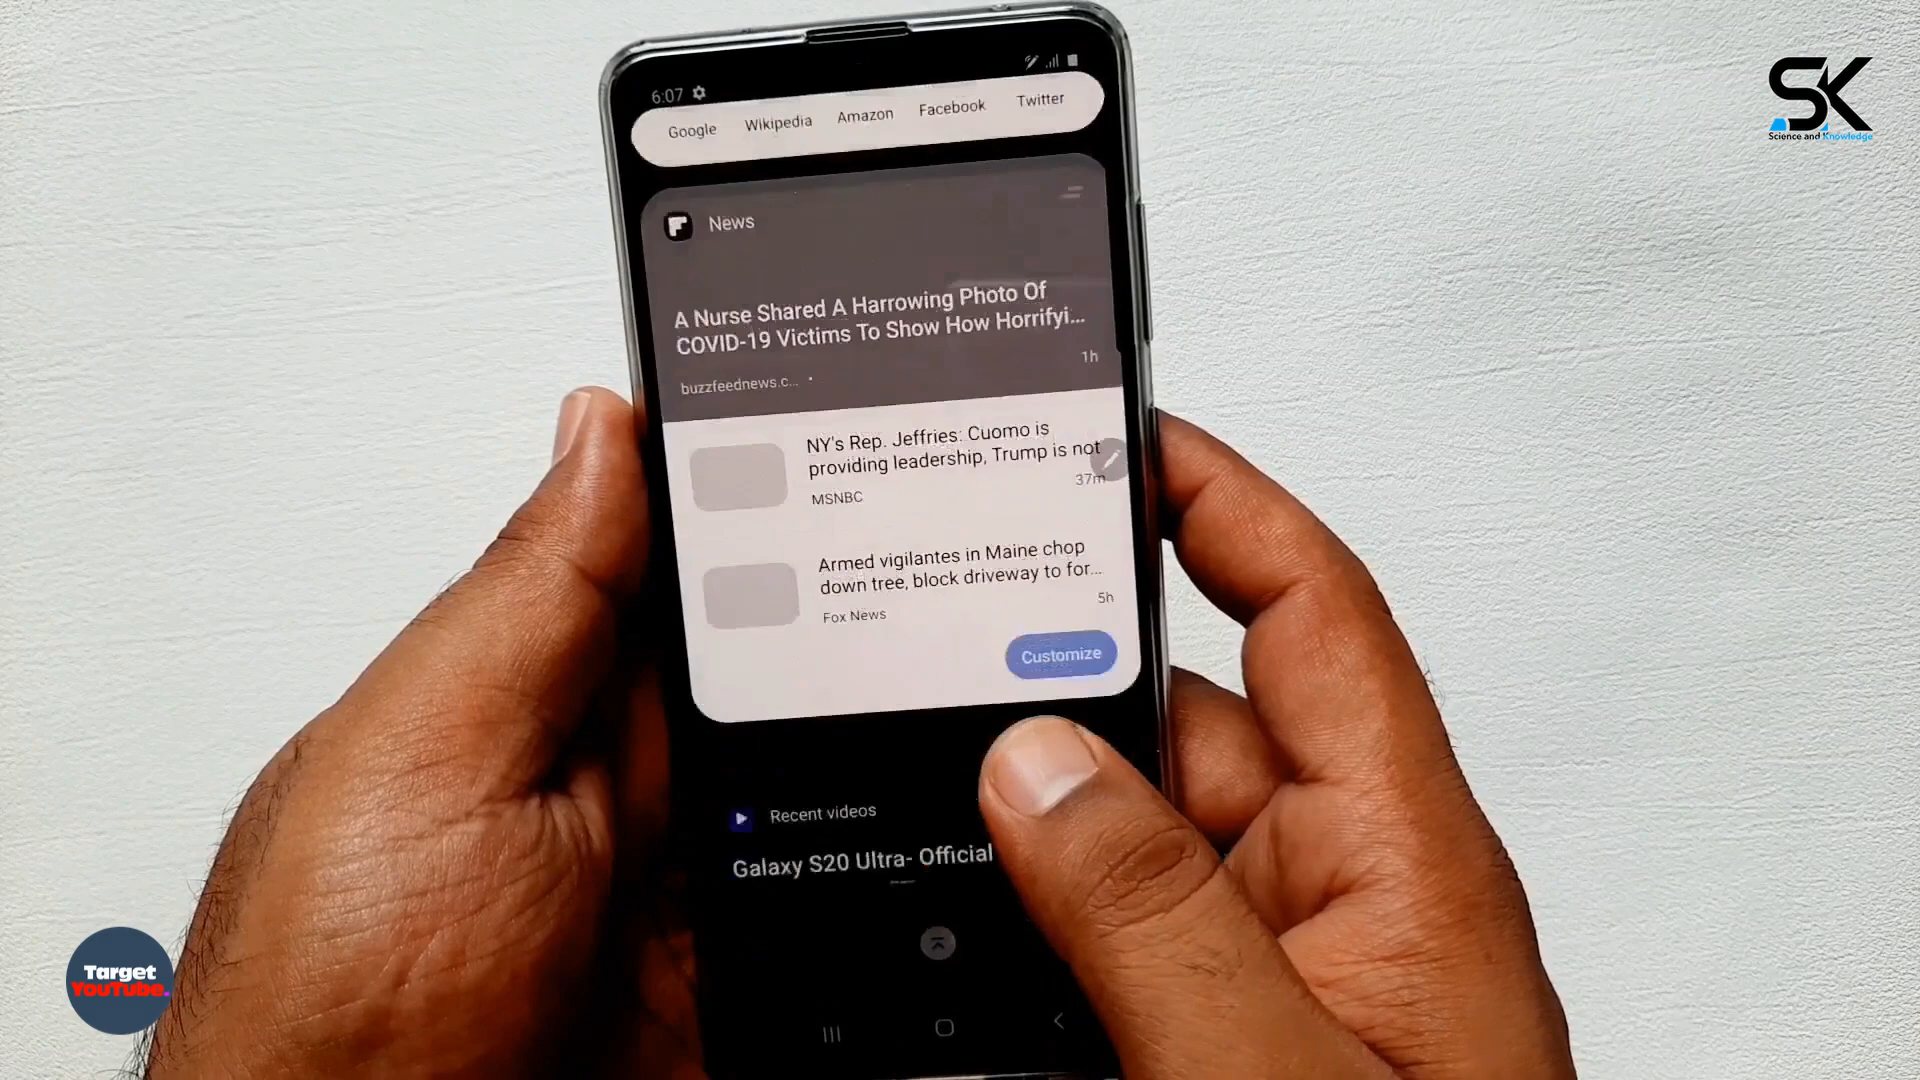 SK
Science and Knowledge
6:07
Google Wikipedia Amazon Facebook Twitter
News
A Nurse Shared A Harrowing Photo Of
COVID-19 Victims To Show How Horrifyi...
1h
buzzfeednews.c... •
NY's Rep. Jeffries: Cuomo is
providing leadership, Trump is not
37m
MSNBC
Armed vigilantes in Maine chop
down tree, block driveway to for...
5h
Fox News
Customize
Recent videos
Galaxy S20 Ultra- Official
Target
YouTube.